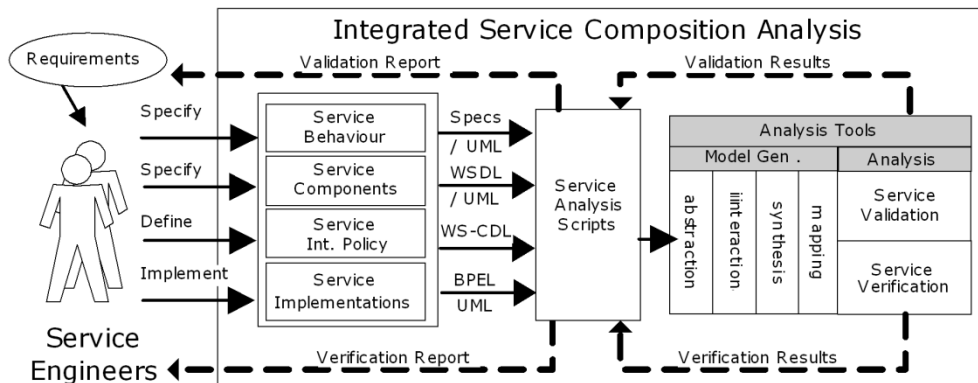 Integrated Service Composition Analysis
Requirements
Validation Report
Validation Results
Specify
Specify
Define
Implement
Service
Engineers
Service
Behaviour
Service
Components
Service
Int. Policy
Service
Implementations
Specs
/ UML
WSDL
/ UML
WS-CDL
BPEL
UML
Service
Analysis
Scripts
Analysis Tools
Model Gen .
Analysis
abstraction
iiinteraction
synthesis
mapping
Service
Validation
Service
Verification
Verification Report
Verification Results